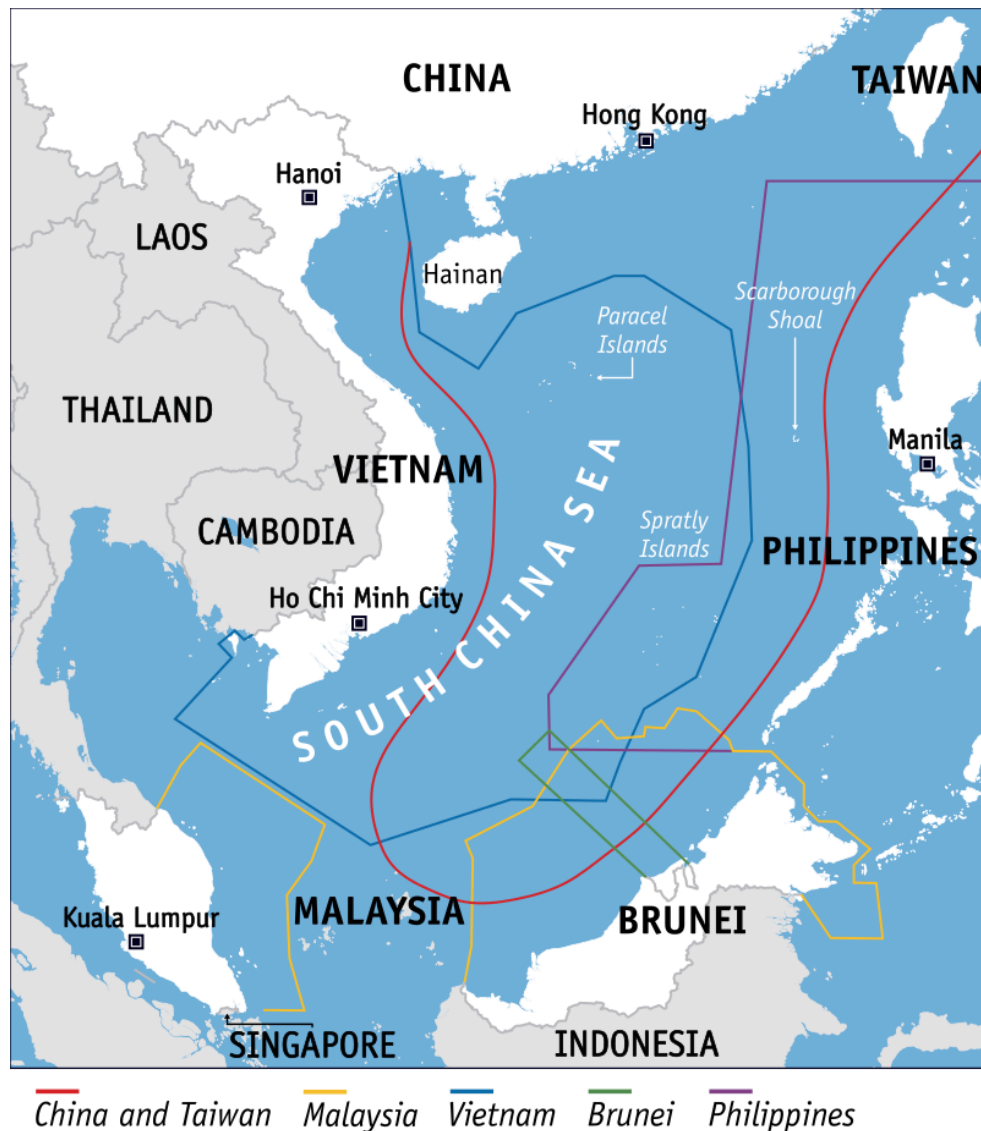 CHINA
TAIWAN
Hong Kong
Hanoi
LAOS
Hainan
Scarborough
Shoal
Paracel
Islands
THAILAND
Manila
VIETNAM
CAMBODIA
Spratly
Islands
PHILIPPINES
Ho Chi Minh City
SOUTH CHINA SEA
MALAYSIA
Kuala Lumpur
BRUNEI
SINGAPORE
INDONESIA
China and Taiwan
Malaysia
Vietnam
Brunei
Philippines